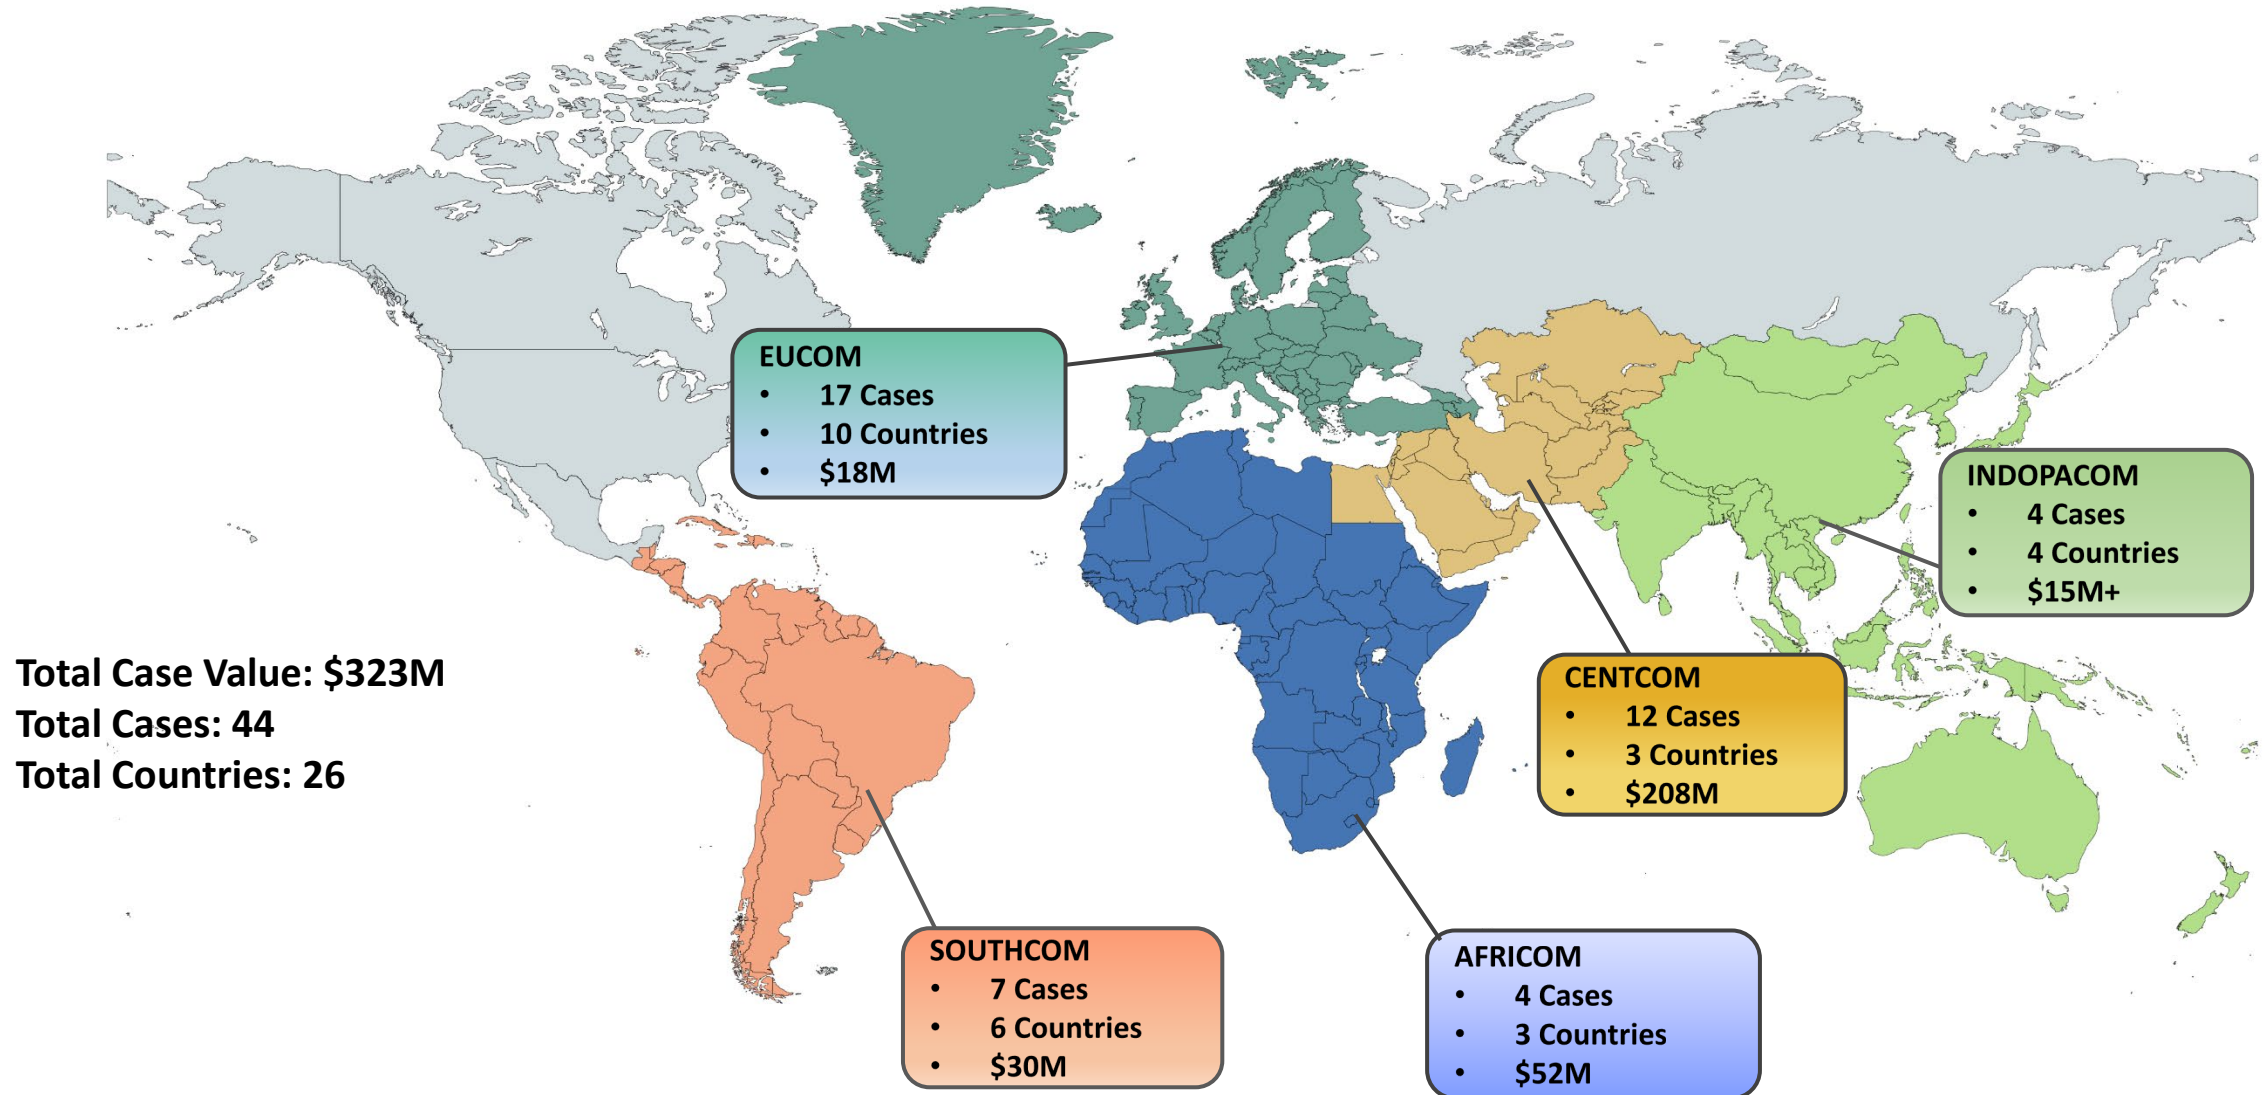 EUCOM
• 17 Cases
• 10 Countries
• $18M
INDOPACOM
• 4 Cases
• 4 Countries
• $15M+
Total Case Value: $323M
Total Cases: 44
Total Countries: 26
CENTCOM
• 12 Cases
• 3 Countries
• $208M
SOUTHCOM
• 7 Cases
• 6 Countries
• $30M
AFRICOM
• 4 Cases
• 3 Countries
• $52M